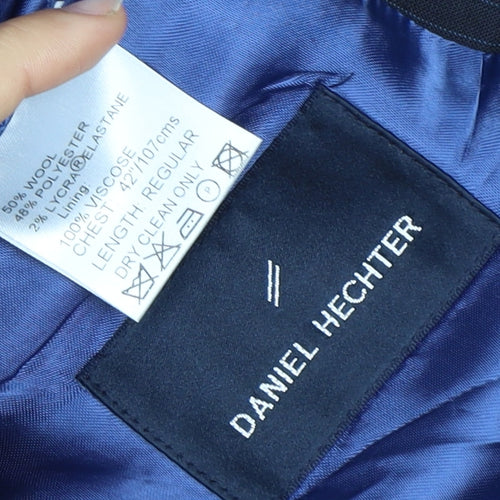 50% WOOL
48% POLYESTER
2% LYCRA® ELASTANE
Lining:
100% VISCOSE
CHEST 42"/107cms
LENGTH REGULAR
DRY CLEAN ONLY
P
DANIEL HECHTER